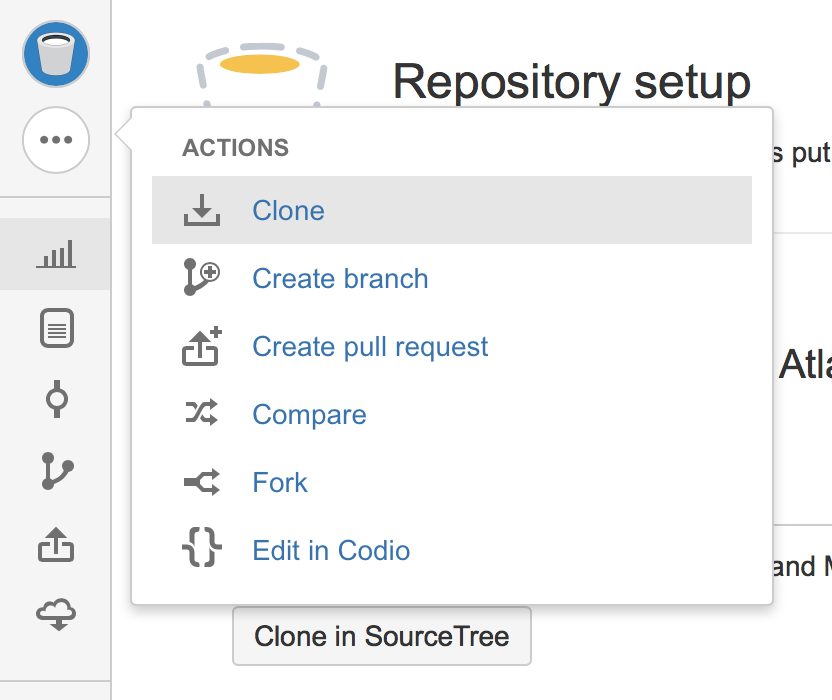 Repository setup
s put
ACTIONS
Clone
Create branch
Create pull request
Atla
Compare
Fork
Edit in Codio
and M
Clone in SourceTree